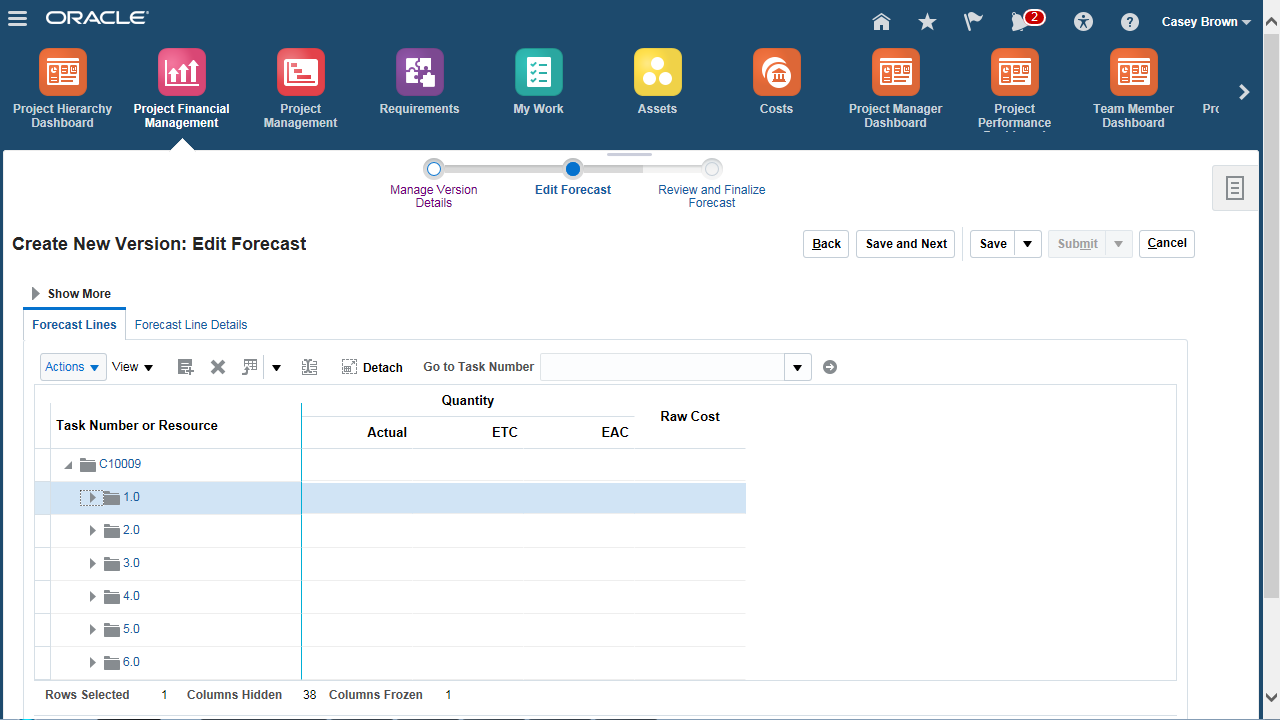 ORACLE
2
Casey Brown
Project Hierarchy
Dashboard
Project Financial
Management
Project
Management
Requirements
My Work
Assets
Costs
Project Manager
Dashboard
Project
Performance
Team Member
Dashboard
Manage Version
Details
Edit Forecast
Review and Finalize
Forecast
Create New Version: Edit Forecast
Back
Save and Next
Save
Submit
Cancel
Show More
Forecast Lines
Forecast Line Details
Actions
View
Detach
Go to Task Number
Task Number or Resource
Quantity
Raw Cost
Actual
ETC
EAC
C10009
1.0
2.0
3.0
4.0
5.0
6.0
Rows Selected 1 Columns Hidden 38 Columns Frozen 1